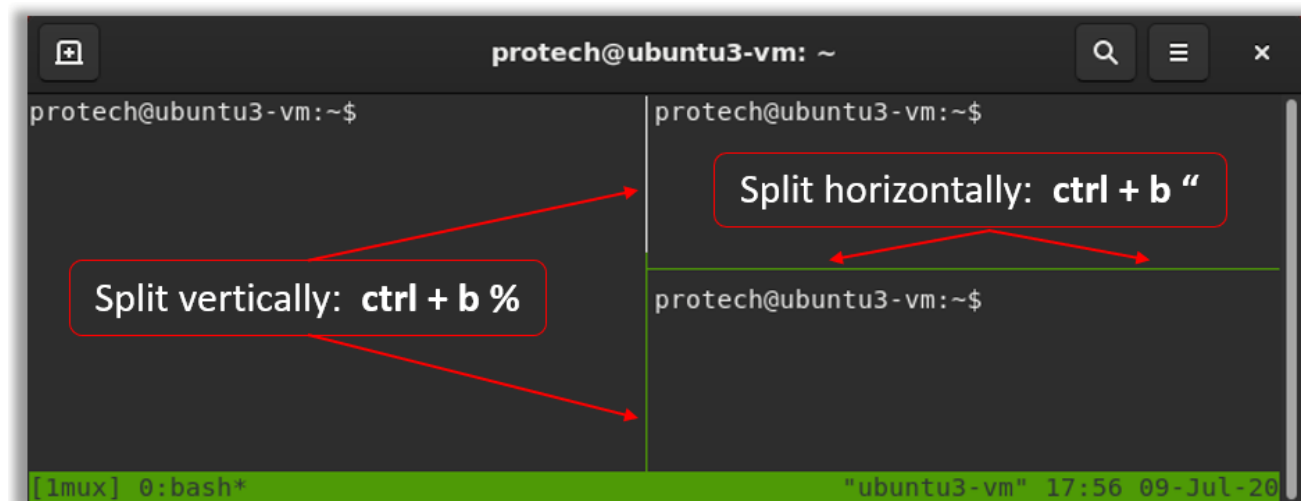 protech@ubuntu3-vm: ~
protech@ubuntu3-vm:~$
protech@ubuntu3-vm:~$
Split horizontally: ctrl + b “
Split vertically: ctrl + b %
protech@ubuntu3-vm:~$
[1mux] 0:bash* "ubuntu3-vm" 17:56 09-Jul-20